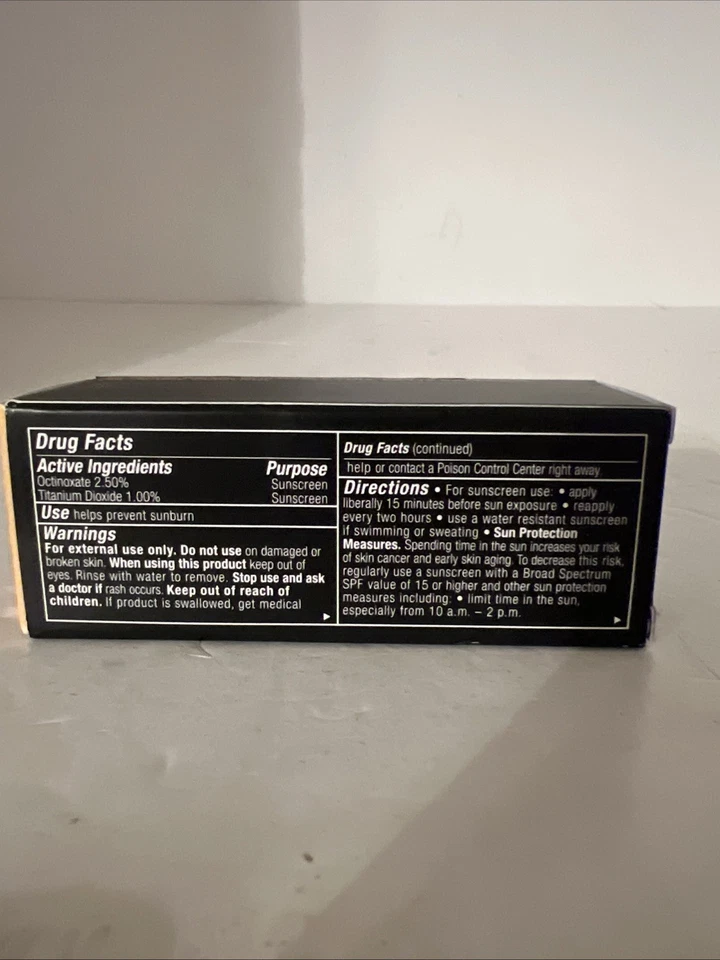 Drug Facts
Active Ingredients Purpose
Octinoxate 2.50% Sunscreen
Titanium Dioxide 1.00% Sunscreen
Use helps prevent sunburn
Warnings
For external use only. Do not use on damaged or
broken skin. When using this product keep out of
eyes. Rinse with water to remove. Stop use and ask
a doctor if rash occurs. Keep out of reach of
children. If product is swallowed, get medical
Drug Facts (continued)
help or contact a Poison Control Center right away.
Directions • For sunscreen use: • apply
liberally 15 minutes before sun exposure • reapply
every two hours • use a water resistant sunscreen
if swimming or sweating • Sun Protection
Measures. Spending time in the sun increases your risk
of skin cancer and early skin aging. To decrease this risk,
regularly use a sunscreen with a Broad Spectrum
SPF value of 15 or higher and other sun protection
measures including: • limit time in the sun,
especially from 10 a.m. – 2 p.m.